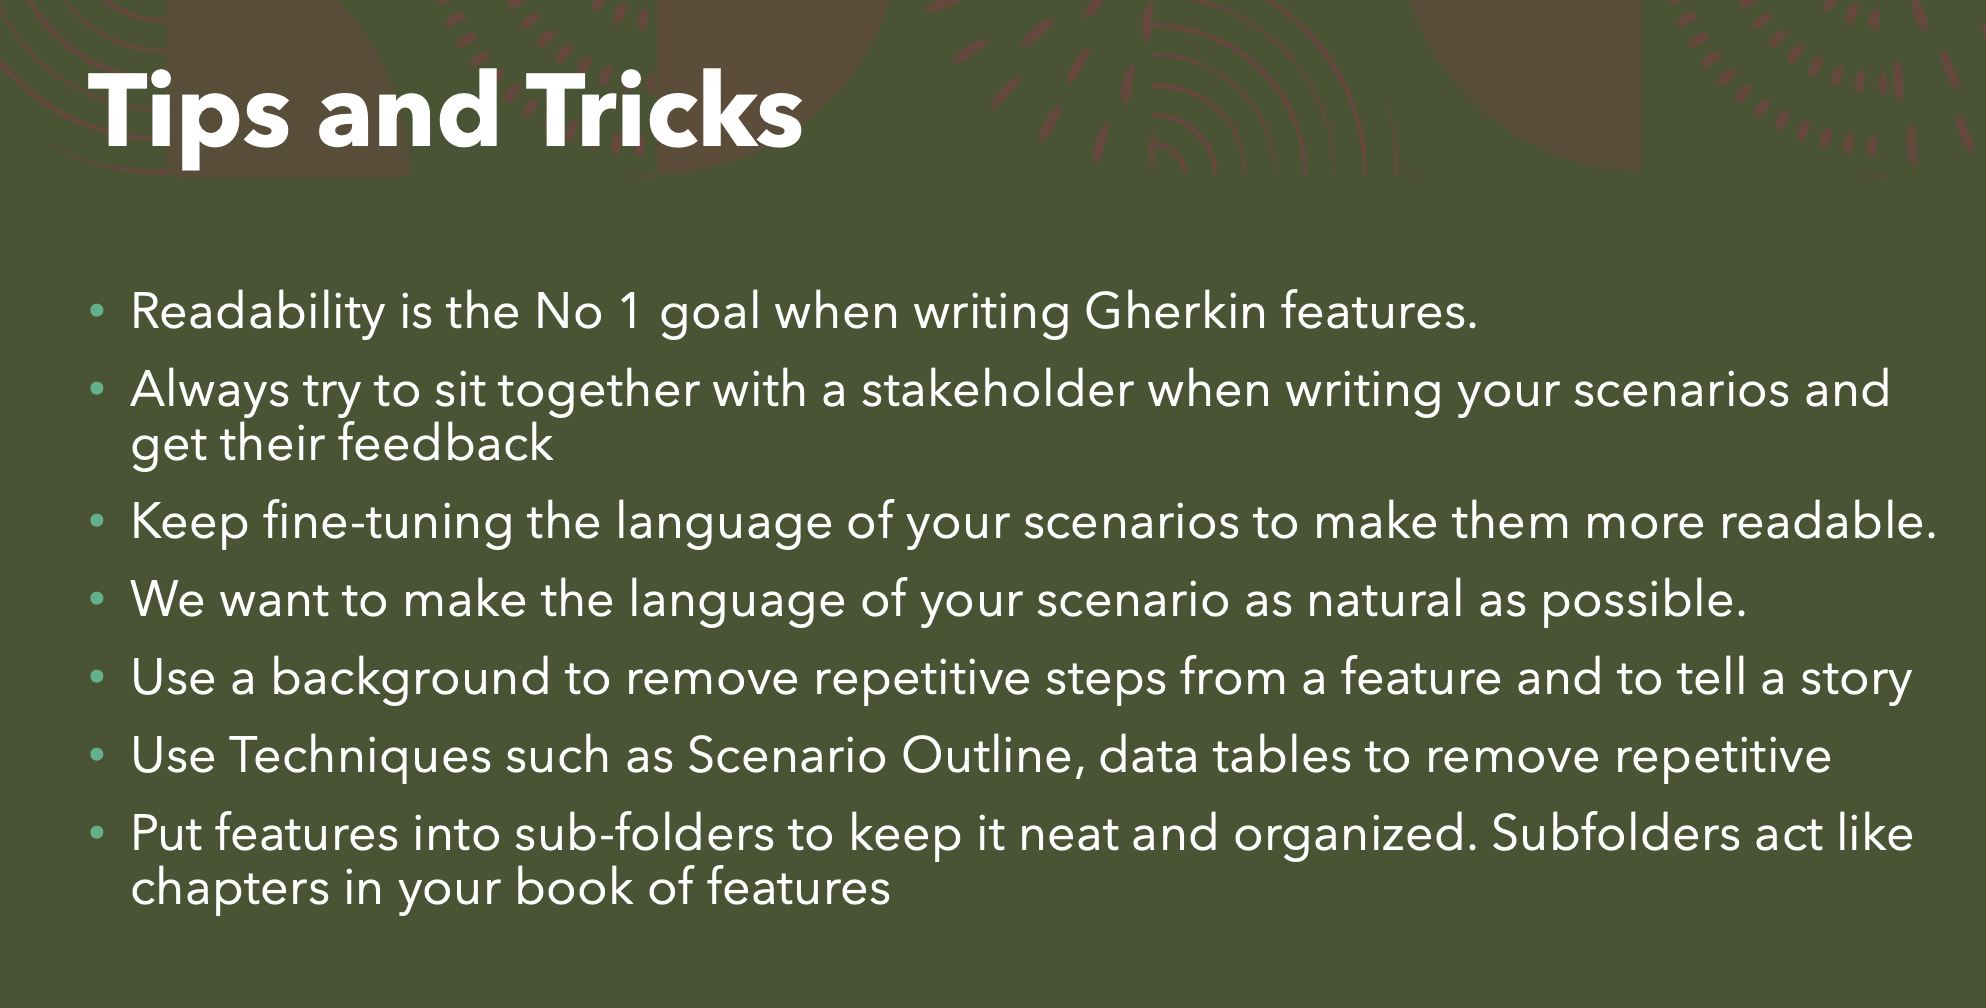 Tips and Tricks
• Readability is the No 1 goal when writing Gherkin features.
• Always try to sit together with a stakeholder when writing your scenarios and
get their feedback
• Keep fine-tuning the language of your scenarios to make them more readable.
• We want to make the language of your scenario as natural as possible.
• Use a background to remove repetitive steps from a feature and to tell a story
• Use Techniques such as Scenario Outline, data tables to remove repetitive
• Put features into sub-folders to keep it neat and organized. Subfolders act like
chapters in your book of features